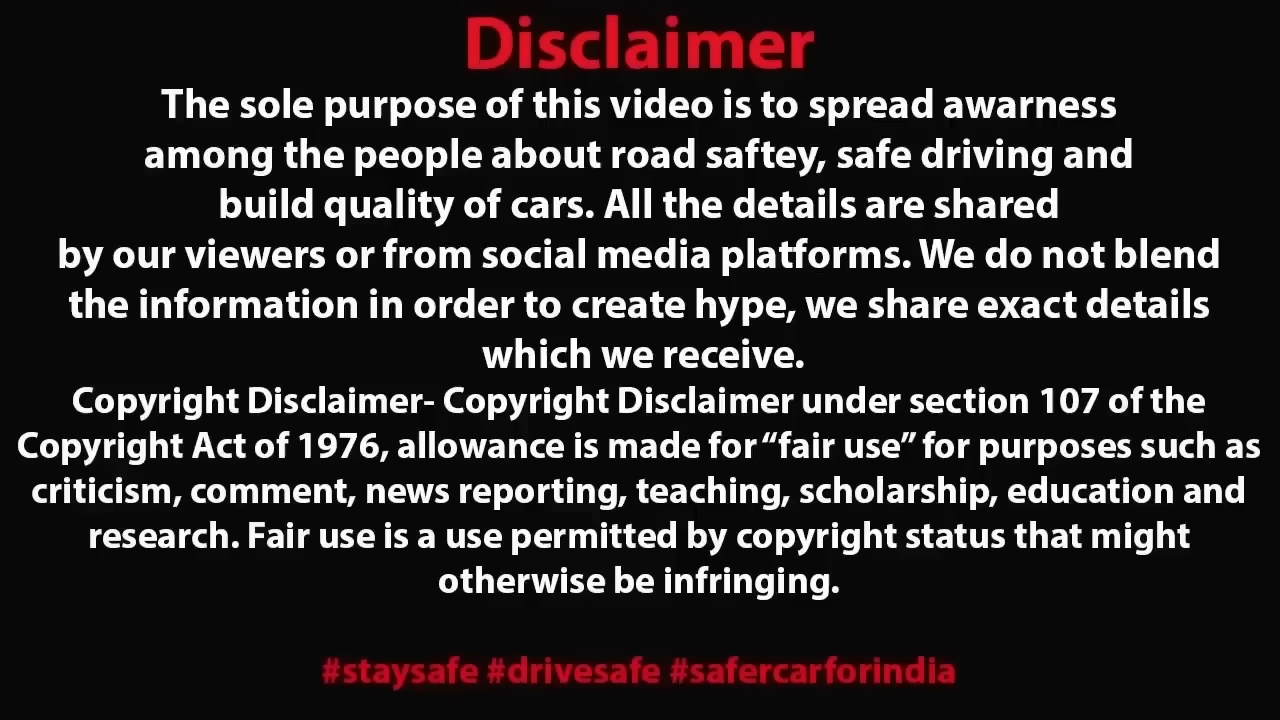 Disclaimer
The sole purpose of this video is to spread awarness
among the people about road saftey, safe driving and
build quality of cars. All the details are shared
by our viewers or from social media platforms. We do not blend
the information in order to create hype, we share exact details
which we receive.
Copyright Disclaimer- Copyright Disclaimer under section 107 of the
Copyright Act of 1976, allowance is made for “fair use” for purposes such as
criticism, comment, news reporting, teaching, scholarship, education and
research. Fair use is a use permitted by copyright status that might
otherwise be infringing.
#staysafe #drivesafe #safercarforindia